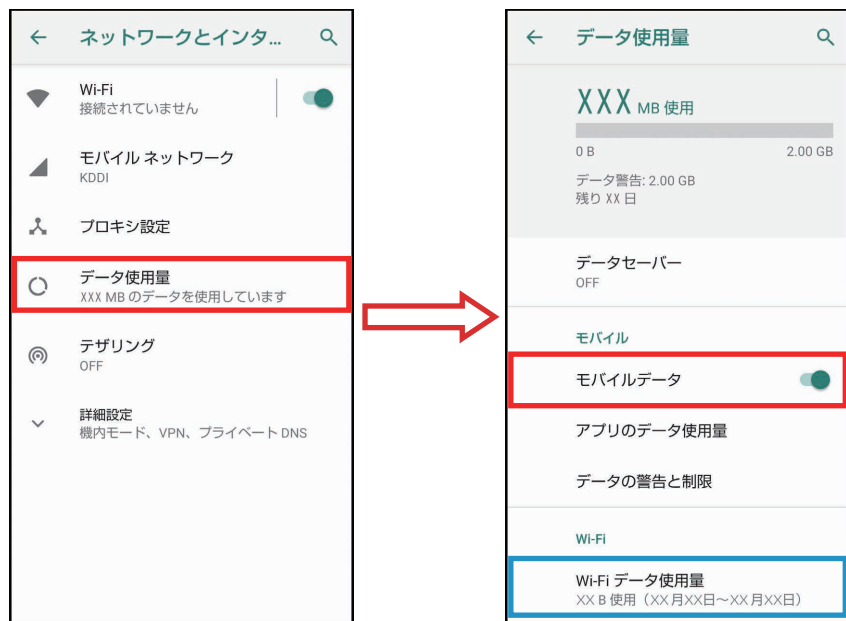 ネットワークとインタ...
Wi-Fi
接続されていません
モバイル ネットワーク
KDDI
プロキシ設定
データ使用量
XXX MB のデータを使用しています
テザリング
OFF
詳細設定
機内モード、VPN、プライベート DNS
データ使用量
XXX MB 使用
0 B 2.00 GB
データ警告: 2.00 GB
残り XX 日
データセーバー
OFF
モバイル
モバイルデータ
アプリのデータ使用量
データの警告と制限
Wi-Fi
Wi-Fi データ使用量
XX B 使用（XX月XX日～XX月XX日）